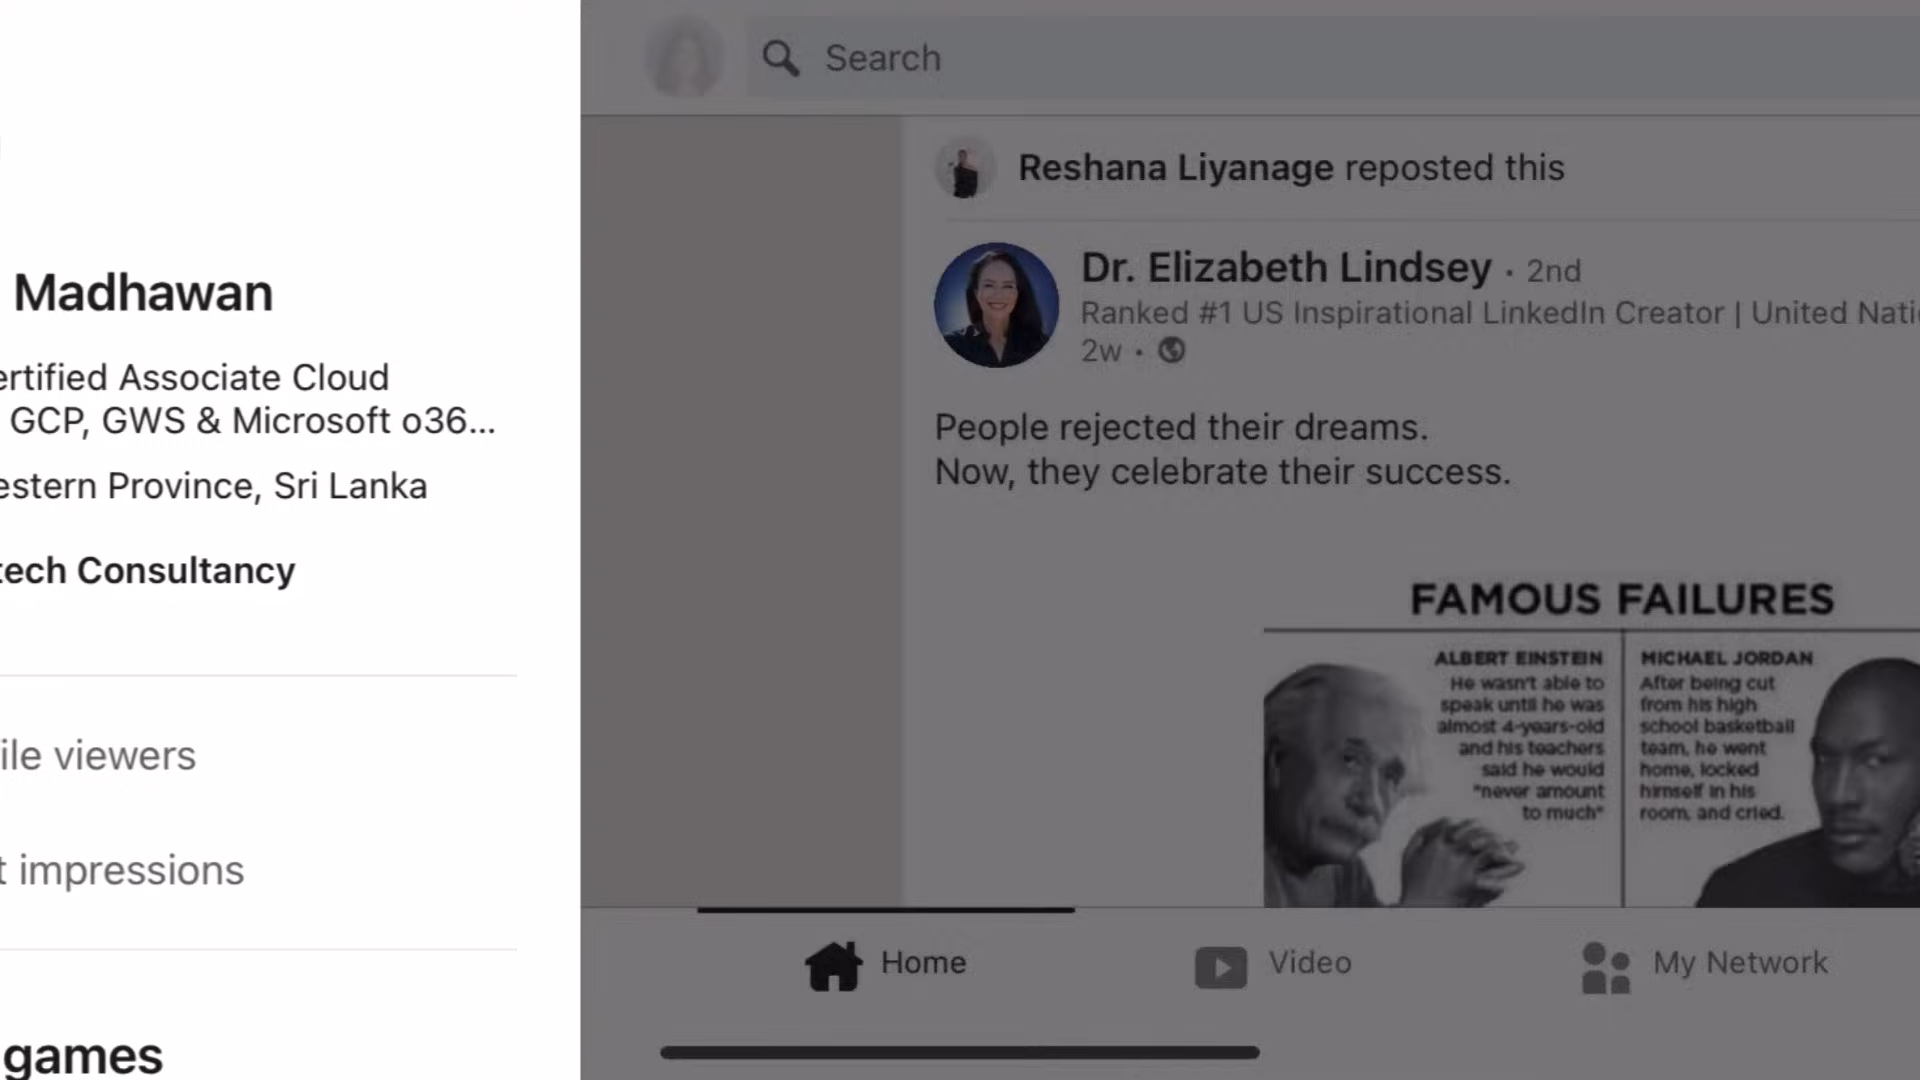 Madhawan
ertified Associate Cloud
GCP, GWS & Microsoft o36...
estern Province, Sri Lanka
tech Consultancy
ile viewers
t impressions
games
Search
Reshana Liyanage reposted this
Dr. Elizabeth Lindsey · 2nd
Ranked #1 US Inspirational LinkedIn Creator | United Nati
2w ·
People rejected their dreams.
Now, they celebrate their success.
FAMOUS FAILURES
ALBERT EINSTEIN
He wasn't able to
speak until he was
almost 4-years-old
and his teachers
said he would
"never amount
to much"
MICHAEL JORDAN
After being cut
from his high
school basketball
team, he went
home, locked
himself in his
room, and cried.
Home
Video
My Network